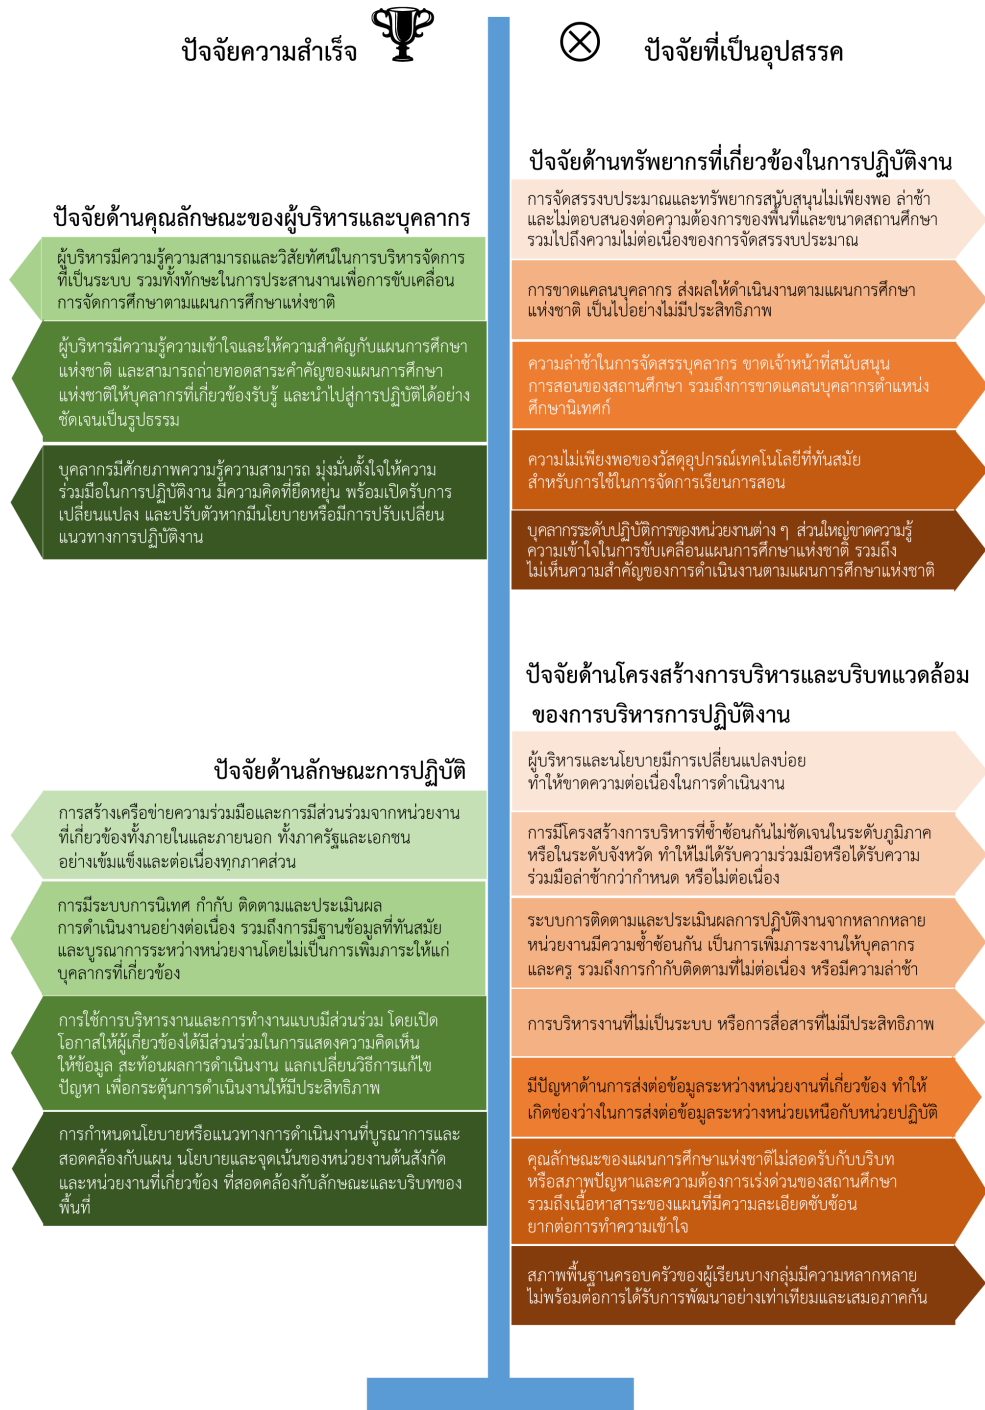 ปัจจัยความสำเร็จ
ปัจจัยด้านคุณลักษณะของผู้บริหารและบุคลากร
ผู้บริหารมีความรู้ความสามารถและวิสัยทัศน์ในการบริหารจัดการ
ที่เป็นระบบ รวมทั้งทักษะในการประสานงานเพื่อการขับเคลื่อน
การจัดการศึกษาตามแผนการศึกษาแห่งชาติ
ผู้บริหารมีความรู้ความเข้าใจและให้ความสำคัญกับแผนการศึกษา
แห่งชาติ และสามารถถ่ายทอดสาระคำคัญของแผนการศึกษา
แห่งชาติให้บุคลากรที่เกี่ยวข้องรับรู้ และนำไปสู่การปฏิบัติได้อย่าง
ชัดเจนเป็นรูปธรรม
บุคลากรมีศักยภาพความรู้ความสามารถ มุ่งมั่นตั้งใจให้ความ
ร่วมมือในการปฏิบัติงาน มีความคิดที่ยืดหยุ่น พร้อมเปิดรับการ
เปลี่ยนแปลง และปรับตัวหากมีนโยบายหรือมีการปรับเปลี่ยน
แนวทางการปฏิบัติงาน
ปัจจัยด้านลักษณะการปฏิบัติ
การสร้างเครือข่ายความร่วมมือและการมีส่วนร่วมจากหน่วยงาน
ที่เกี่ยวข้องทั้งภายในและภายนอก ทั้งภาครัฐและเอกชน
อย่างเข้มแข็งและต่อเนื่องทุกภาคส่วน
การมีระบบการนิเทศ กำกับ ติดตามและประเมินผล
การดำเนินงานอย่างต่อเนื่อง รวมถึงการมีฐานข้อมูลที่ทันสมัย
และบูรณาการระหว่างหน่วยงานโดยไม่เป็นการเพิ่มภาระให้แก่
บุคลากรที่เกี่ยวข้อง
การใช้การบริหารงานและการทำงานแบบมีส่วนร่วม โดยเปิด
โอกาสให้ผู้เกี่ยวข้องได้มีส่วนร่วมในการแสดงความคิดเห็น
ให้ข้อมูล สะท้อนผลการดำเนินงาน แลกเปลี่ยนวิธีการแก้ไข
ปัญหา เพื่อกระตุ้นการดำเนินงานให้มีประสิทธิภาพ
การกำหนดนโยบายหรือแนวทางการดำเนินงานที่บูรณาการและ
สอดคล้องกับแผน นโยบายและจุดเน้นของหน่วยงานต้นสังกัด
และหน่วยงานที่เกี่ยวข้อง ที่สอดคล้องกับลักษณะและบริบทของ
พื้นที่
ปัจจัยที่เป็นอุปสรรค
ปัจจัยด้านทรัพยากรที่เกี่ยวข้องในการปฏิบัติงาน
การจัดสรรงบประมาณและทรัพยากรสนับสนุนไม่เพียงพอ ล่าช้า
และไม่ตอบสนองต่อความต้องการของพื้นที่และขนาดสถานศึกษา
รวมไปถึงความไม่ต่อเนื่องของการจัดสรรงบประมาณ
การขาดแคลนบุคลากร ส่งผลให้ดำเนินงานตามแผนการศึกษา
แห่งชาติ เป็นไปอย่างไม่มีประสิทธิภาพ
ความล่าช้าในการจัดสรรบุคลากร ขาดเจ้าหน้าที่สนับสนุน
การสอนของสถานศึกษา รวมถึงการขาดแคลนบุคลากรตำแหน่ง
ศึกษานิเทศก์
ความไม่เพียงพอของวัสดุอุปกรณ์เทคโนโลยีที่ทันสมัย
สำหรับการใช้ในการจัดการเรียนการสอน
บุคลากรระดับปฏิบัติการของหน่วยงานต่าง ๆ ส่วนใหญ่ขาดความรู้
ความเข้าใจในการขับเคลื่อนแผนการศึกษาแห่งชาติ รวมถึง
ไม่เห็นความสำคัญของการดำเนินงานตามแผนการศึกษาแห่งชาติ
ปัจจัยด้านโครงสร้างการบริหารและบริบทแวดล้อม
ของการบริหารการปฏิบัติงาน
ผู้บริหารและนโยบายมีการเปลี่ยนแปลงบ่อย
ทำให้ขาดความต่อเนื่องในการดำเนินงาน
การมีโครงสร้างการบริหารที่ซ้ำซ้อนกันไม่ชัดเจนในระดับภูมิภาค
หรือในระดับจังหวัด ทำให้ไม่ได้รับความร่วมมือหรือได้รับความ
ร่วมมือล่าช้ากว่ากำหนด หรือไม่ต่อเนื่อง
ระบบการติดตามและประเมินผลการปฏิบัติงานจากหลากหลาย
หน่วยงานมีความซ้ำซ้อนกัน เป็นการเพิ่มภาระงานให้บุคลากร
และครู รวมถึงการกำกับติดตามที่ไม่ต่อเนื่อง หรือมีความล่าช้า
การบริหารงานที่ไม่เป็นระบบ หรือการสื่อสารที่ไม่มีประสิทธิภาพ
มีปัญหาด้านการส่งต่อข้อมูลระหว่างหน่วยงานที่เกี่ยวข้อง ทำให้
เกิดช่องว่างในการส่งต่อข้อมูลระหว่างหน่วยเหนือกับหน่วยปฏิบัติ
คุณลักษณะของแผนการศึกษาแห่งชาติไม่สอดรับกับบริบท
หรือสภาพปัญหาและความต้องการเร่งด่วนของสถานศึกษา
รวมถึงเนื้อหาสาระของแผนที่มีความละเอียดซับซ้อน
ยากต่อการทำความเข้าใจ
สภาพพื้นฐานครอบครัวของผู้เรียนบางกลุ่มมีความหลากหลาย
ไม่พร้อมต่อการได้รับการพัฒนาอย่างเท่าเทียมและเสมอภาคกัน